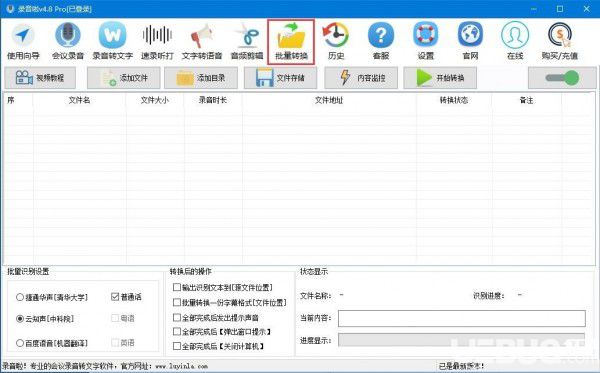 录音啦v4.8 Pro[已登录]
使用向导 会议录音 录音转文字 速录听打 文字转语音 音频剪辑 批量转换 历史 客服 设置 官网 在线 购买/充值
视频教程 添加文件 添加目录 文件存储 内容监控 开始转换
序 文件名 文件大小 录音时长 文件地址 转换状态 备注
批量识别设置
捷通华声[清华大学] 普通话
云知声[中科院] 粤语
百度语音[机器翻译] 英语
转换后的操作
输出识别文本到[源文件位置]
批量转换一份字幕格式[文件位置]
全部完成后发出提示声音
全部完成后【弹出窗口提示】
全部完成后【关闭计算机】
状态显示
文件名称： - 识别进度： -
当前内容：
进度显示：
录音啦！专业的会议录音转文字软件，官方网址：www.luyinla.com 已是最新版本！